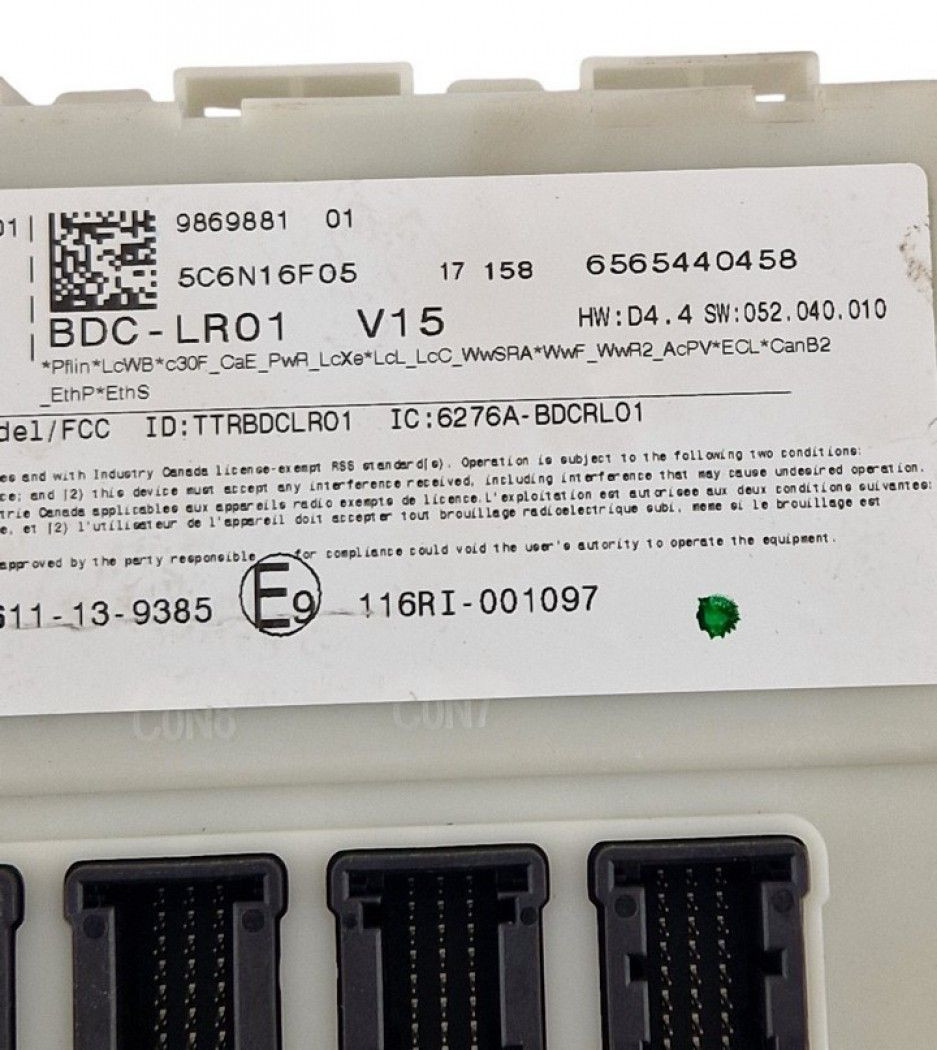 01
9869881 01
5C6N16F05 17 158 6565440458
BDC-LR01 V15 HW:D4.4 SW:052.040.010
*Pflin*LcWB*c30F_CaE_PwR_LcXe*LcL_LcC_WwSRA*WwF_WwR2_AcPV*ECL*CanB2
_EthP*EthS
del/FCC ID:TTRBDCLR01 IC:6276A-BDCRL01
es and with Industry Canada license-exempt RSS standard(s). Operation is subject to the following two conditions:
ce; and (2) this device must accept any interference received, including interference that may cause undesired operation.
trie Canada applicables aux appareils radio exempts de licence.L'exploitation est autorisee aux deux conditions suivantes:
e, et (2) l'utilisateur de l'appareil doit accepter tout brouillage radioelectrique subi, meme si le brouillage est
approved by the party responsible for compliance could void the user's autority to operate the equipment.
611-13-9385 E9 116RI-001097
CON6 CON7